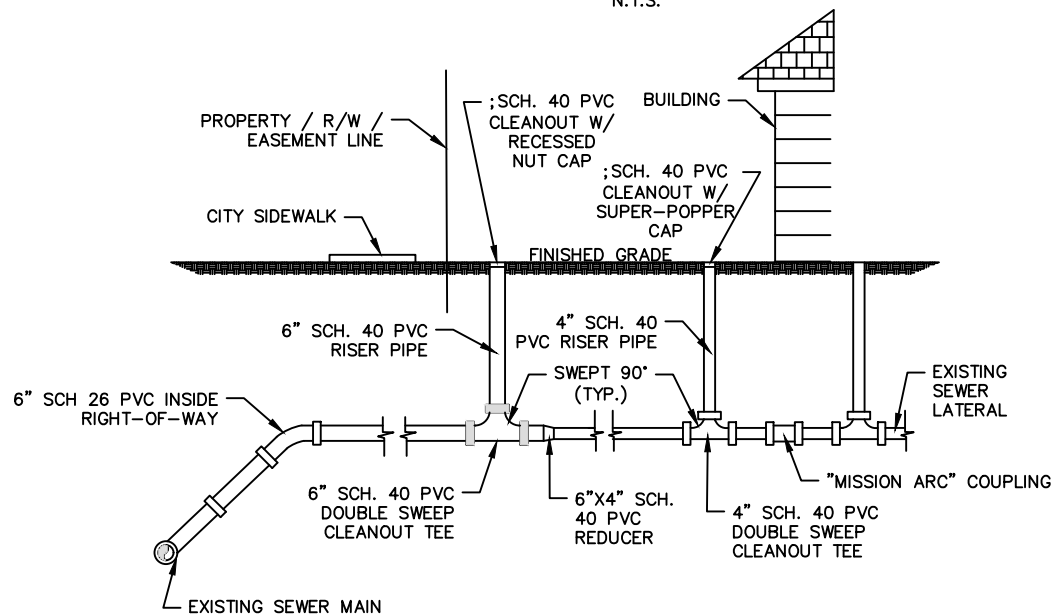 N.T.S.
PROPERTY / R/W /
EASEMENT LINE
;SCH. 40 PVC
CLEANOUT W/
RECESSED
NUT CAP
BUILDING
;SCH. 40 PVC
CLEANOUT W/
SUPER-POPPER
CAP
CITY SIDEWALK
FINISHED GRADE
6” SCH. 40 PVC
RISER PIPE
4” SCH. 40
PVC RISER PIPE
SWEPT 90°
(TYP.)
EXISTING
SEWER
LATERAL
6” SCH 26 PVC INSIDE
RIGHT-OF-WAY
6” SCH. 40 PVC
DOUBLE SWEEP
CLEANOUT TEE
6”X4” SCH.
40 PVC
REDUCER
4” SCH. 40 PVC
DOUBLE SWEEP
CLEANOUT TEE
"MISSION ARC" COUPLING
EXISTING SEWER MAIN